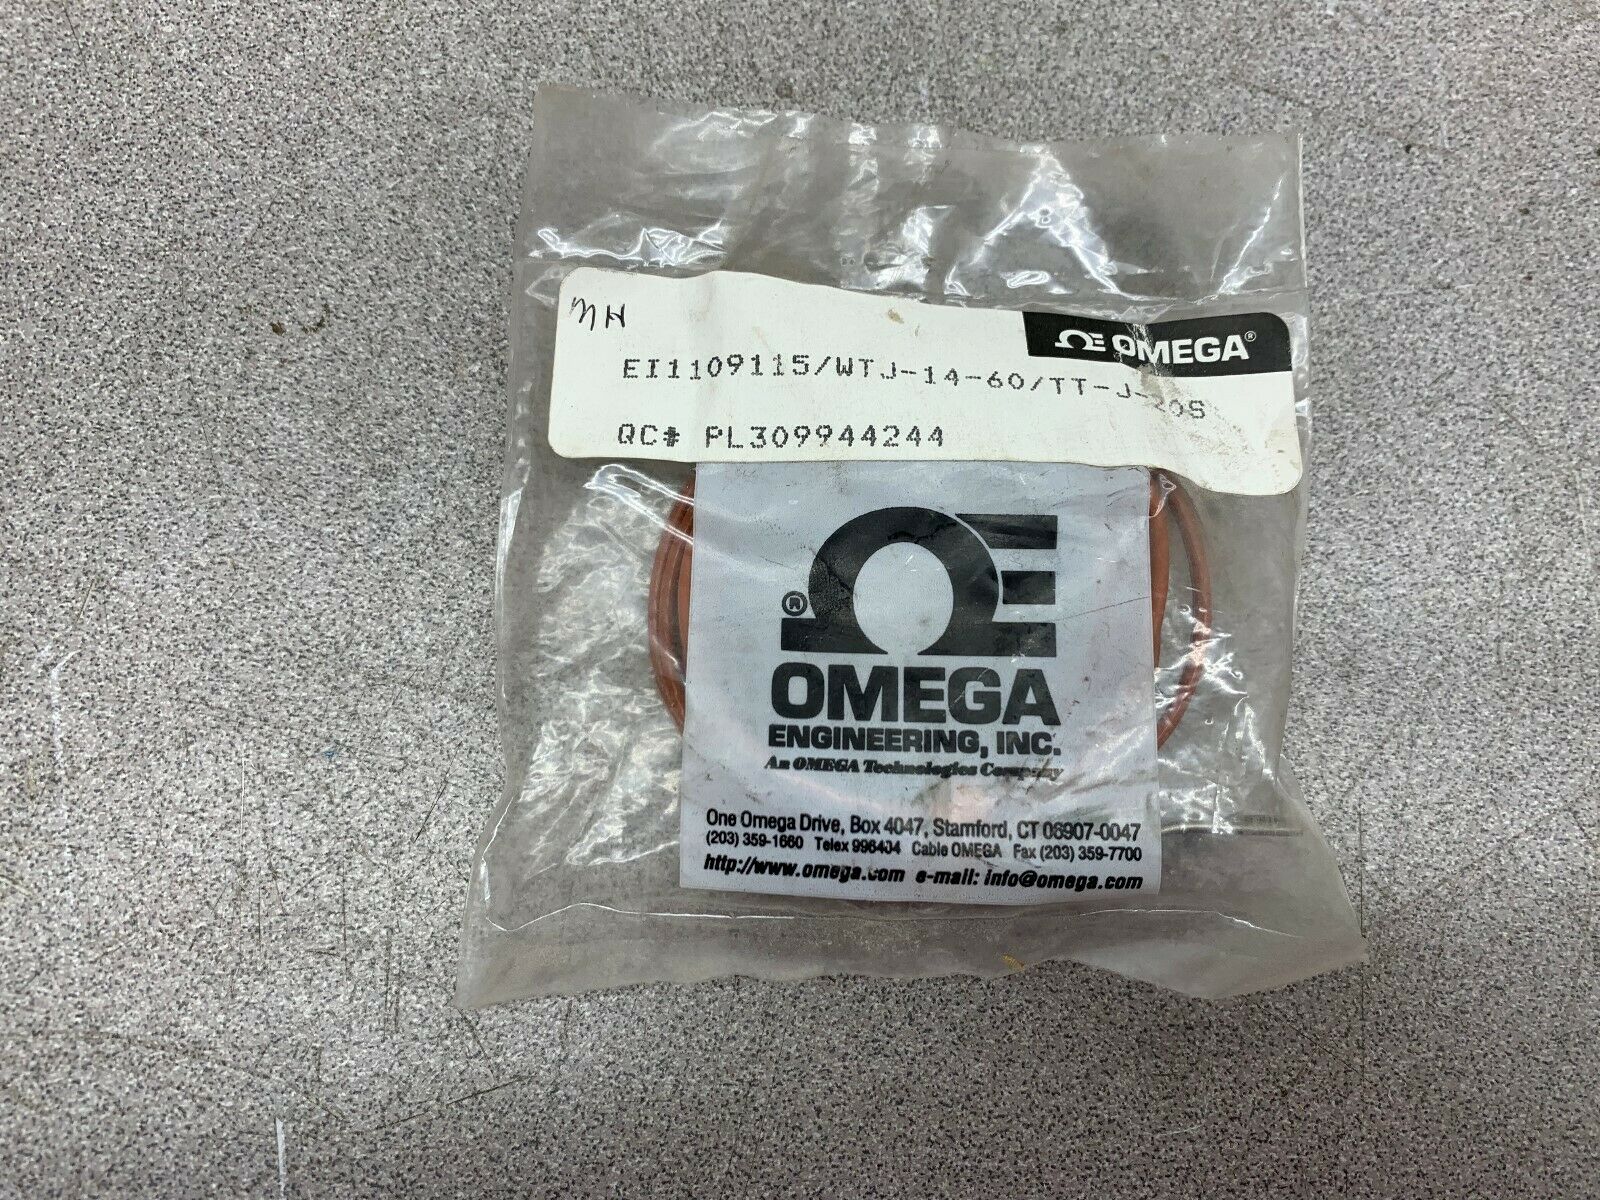 MH
ΩE OMEGA®
EI1109115/WTJ-14-60/TT-J-20S
QC# PL309944244
ΩE ®
OMEGA
ENGINEERING, INC.
An OMEGA Technologies Company
One Omega Drive, Box 4047, Stamford, CT 06907-0047
(203) 359-1660 Telex 996404 Cable OMEGA Fax (203) 359-7700
http://www.omega.com e-mail: info@omega.com